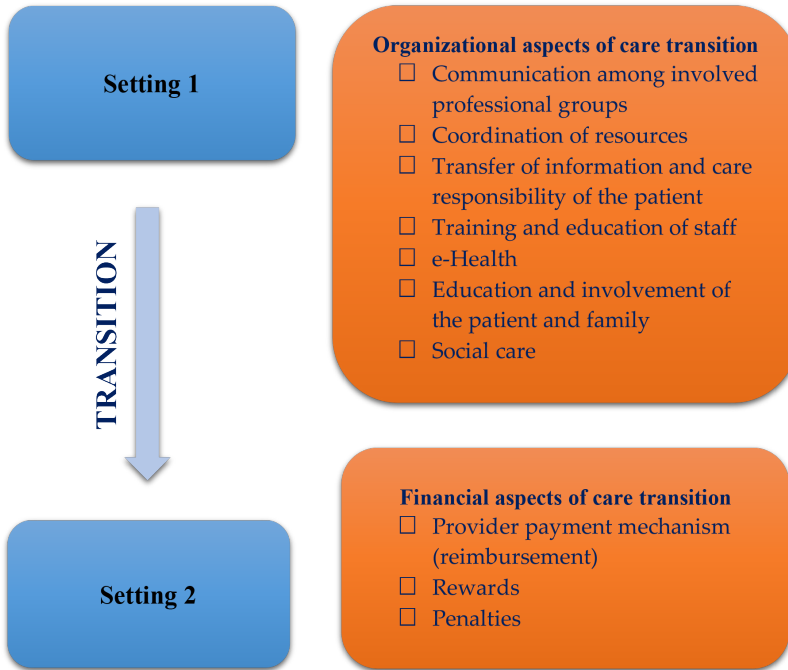 Setting 1
TRANSITION
Setting 2
Organizational aspects of care transition
☐ Communication among involved
professional groups
☐ Coordination of resources
☐ Transfer of information and care
responsibility of the patient
☐ Training and education of staff
☐ e-Health
☐ Education and involvement of
the patient and family
☐ Social care
Financial aspects of care transition
☐ Provider payment mechanism
(reimbursement)
☐ Rewards
☐ Penalties